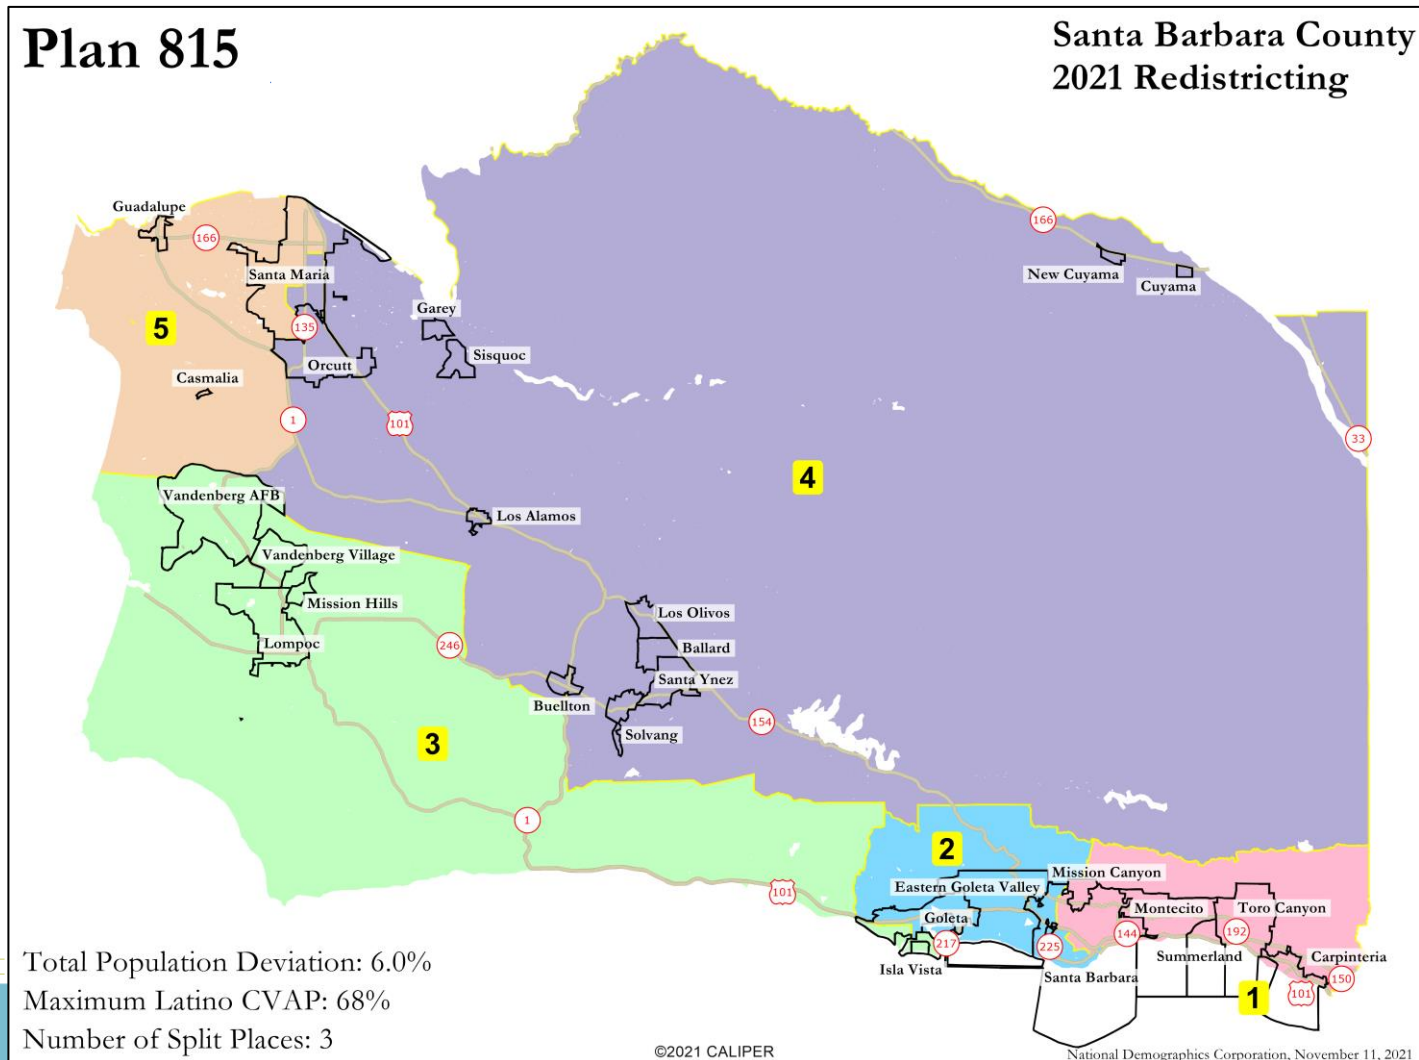 Plan 815
Santa Barbara County
2021 Redistricting
Guadalupe
166
166
Santa Maria
New Cuyama
Cuyama
Garey
5
135
Sisquoc
Orcutt
Casmalia
1
101
33
4
Vandenberg AFB
Los Alamos
Vandenberg Village
Mission Hills
Los Olivos
Lompoc
246
Ballard
Santa Ynez
Buellton
154
Solvang
3
1
2
Mission Canyon
101
Eastern Goleta Valley
Montecito
Toro Canyon
Goleta
217
225
144
192
Isla Vista
Santa Barbara
Summerland
Carpinteria
150
101
1
Total Population Deviation: 6.0%
Maximum Latino CVAP: 68%
Number of Split Places: 3
©2021 CALIPER
National Demographics Corporation, November 11, 2021